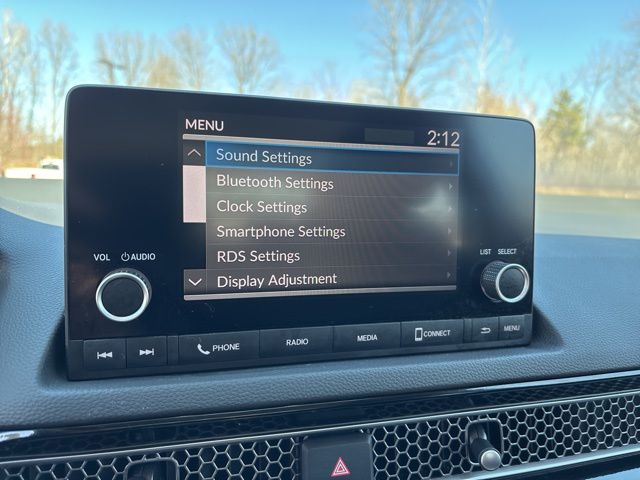 MENU 2:12
Sound Settings
Bluetooth Settings
Clock Settings
Smartphone Settings
RDS Settings
Display Adjustment
VOL AUDIO
LIST SELECT
PHONE RADIO MEDIA CONNECT MENU